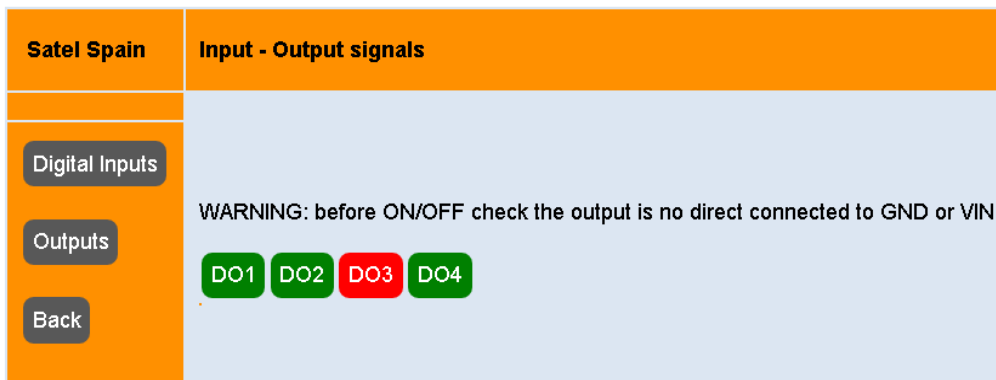 Satel Spain
Input - Output signals
Digital Inputs
Outputs
Back
WARNING: before ON/OFF check the output is no direct connected to GND or VIN
DO1 DO2 DO3 DO4